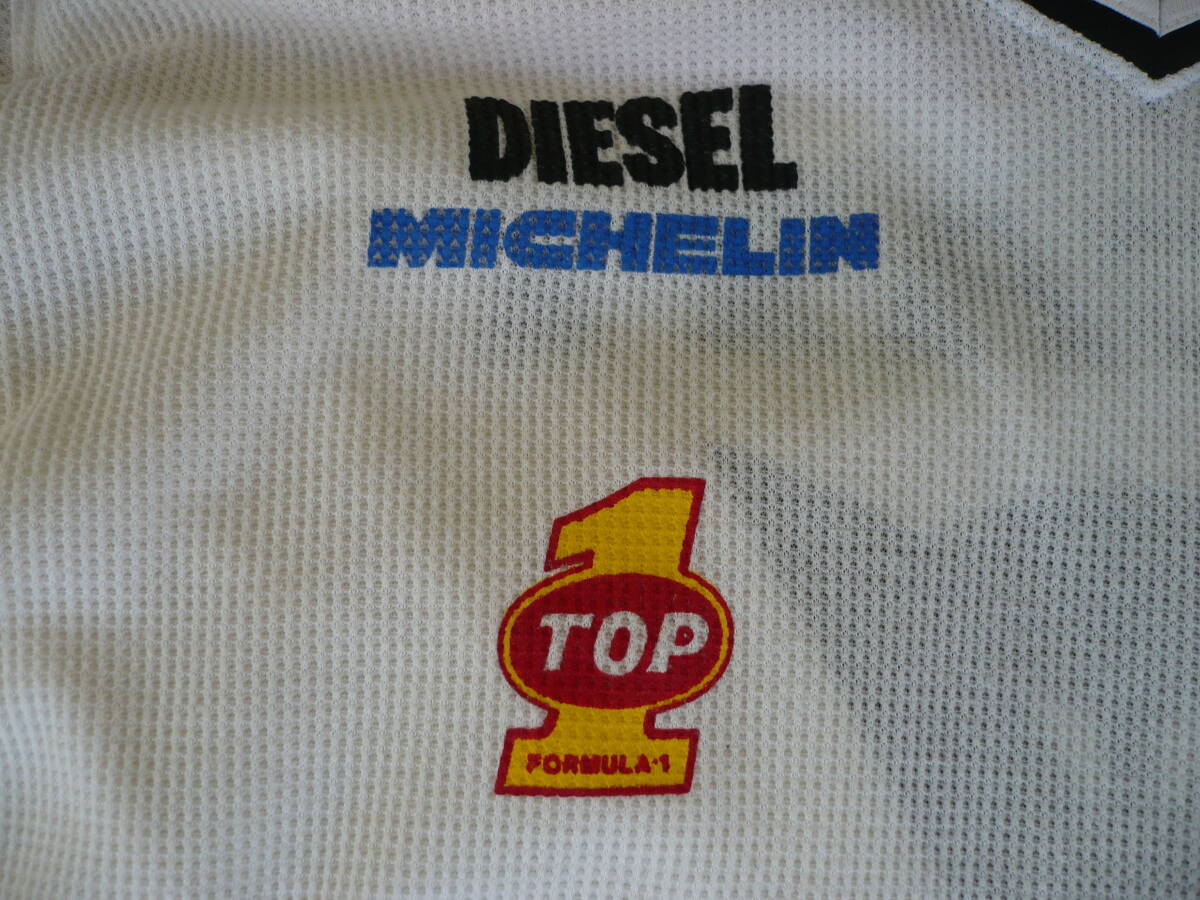 DIESEL
MICHELIN
1
TOP
FORMULA·1